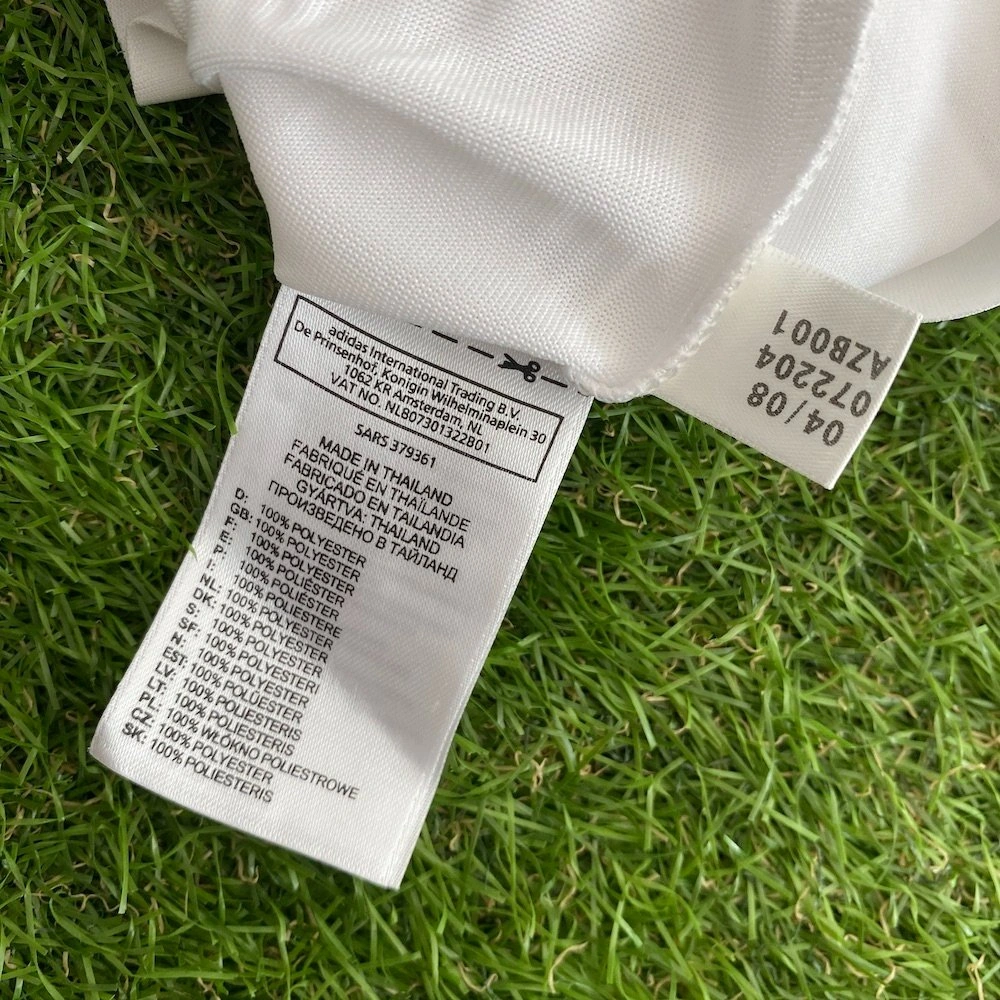 adidas International Trading B.V.
De Prinsenhof, Konigin Wilhelminaplein 30
1062 KR Amsterdam, NL
VAT NO. NL807301322B01
5ARS 379361
MADE IN THAILAND
FABRIQUÉ EN THAÏLANDE
FABRICADO EN TAILANDIA
GYÁRTVA: THAILAND
ПРОИЗВЕДЕНО В ТАЙЛАНД
D: 100% POLYESTER
GB: 100% POLYESTER
F: 100% POLYESTER
E: 100% POLIÉSTER
P: 100% POLIÉSTER
I: 100% POLIESTERE
NL: 100% POLYESTER
DK: 100% POLYESTER
S: 100% POLYESTER
SF: 100% POLYESTERI
N: 100% POLYESTER
EST: 100% POLÜESTER
LV: 100% POLIESTERIS
LT: 100% POLIESTERIS
PL: 100% WŁÓKNO POLIESTROWE
CZ: 100% POLYESTER
SK: 100% POLIESTERIS
04/08
072204
AZB001